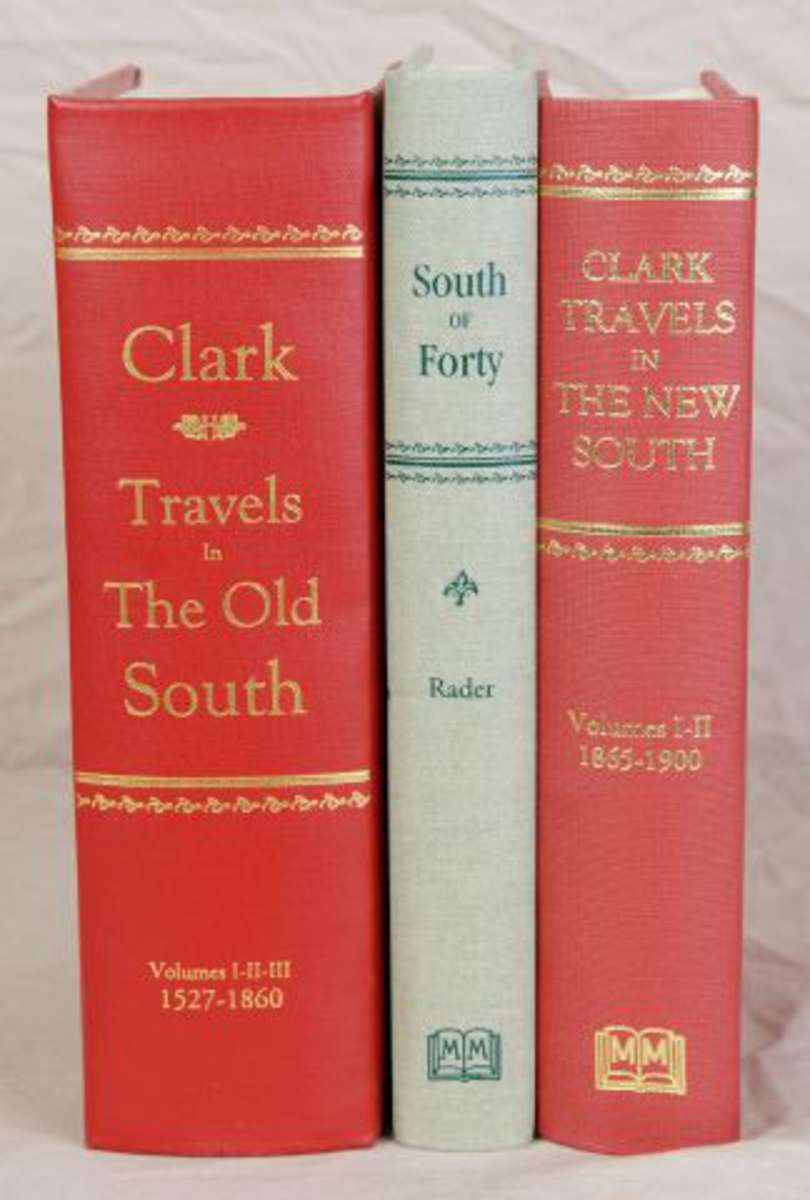 Clark
Travels
In
The Old
South
Volumes I-II-III
1527-1860
South
OF
Forty
Rader
MM
CLARK
TRAVELS
IN
THE NEW
SOUTH
Volumes I-II
1865-1900
MM